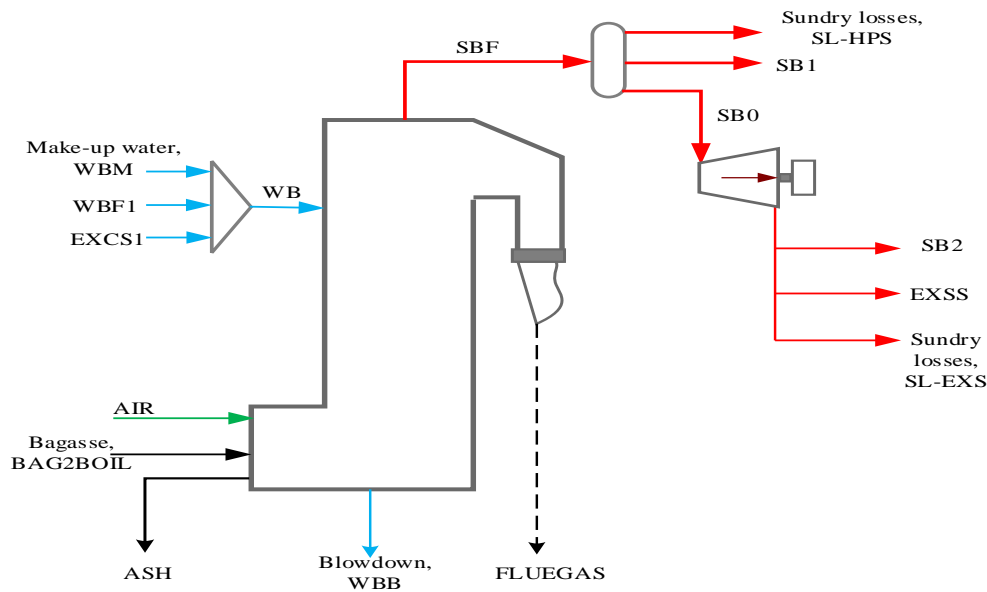 Sundry losses,
SL-HPS
SBF
SB1
SB0
Make-up water,
WBM
WB
WBF1
EXCS1
SB2
EXSS
Sundry
losses,
SL-EXS
AIR
Bagasse,
BAG2BOIL
ASH
Blowdown,
WBB
FLUEGAS